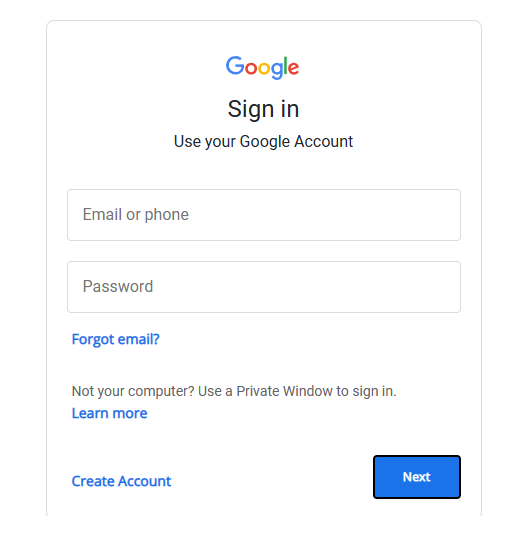 Google
Sign in
Use your Google Account
Email or phone
Password
Forgot email?
Not your computer? Use a Private Window to sign in.
Learn more
Create Account
Next